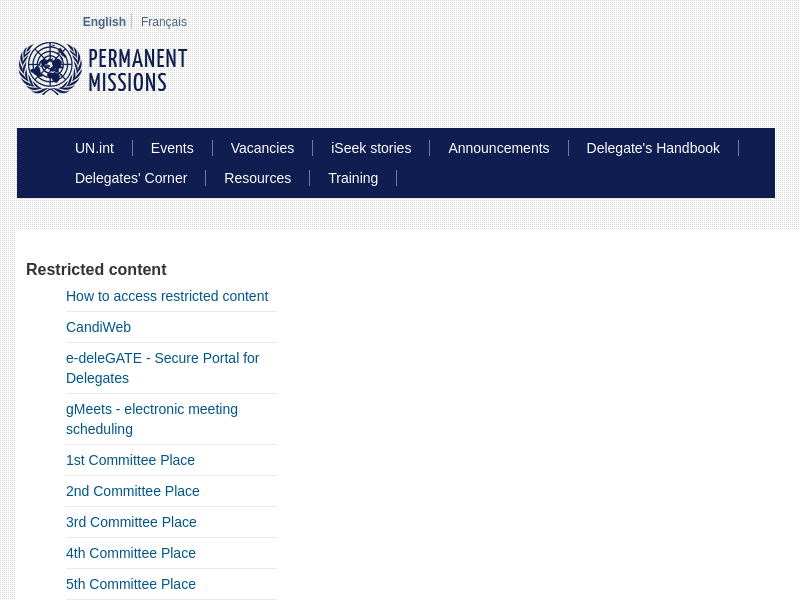 English
Français
PERMANENT
MISSIONS
UN.int Events Vacancies iSeek stories Announcements Delegate's Handbook
Delegates' Corner Resources Training
Restricted content
How to access restricted content
CandiWeb
e-deleGATE - Secure Portal for
Delegates
gMeets - electronic meeting
scheduling
1st Committee Place
2nd Committee Place
3rd Committee Place
4th Committee Place
5th Committee Place